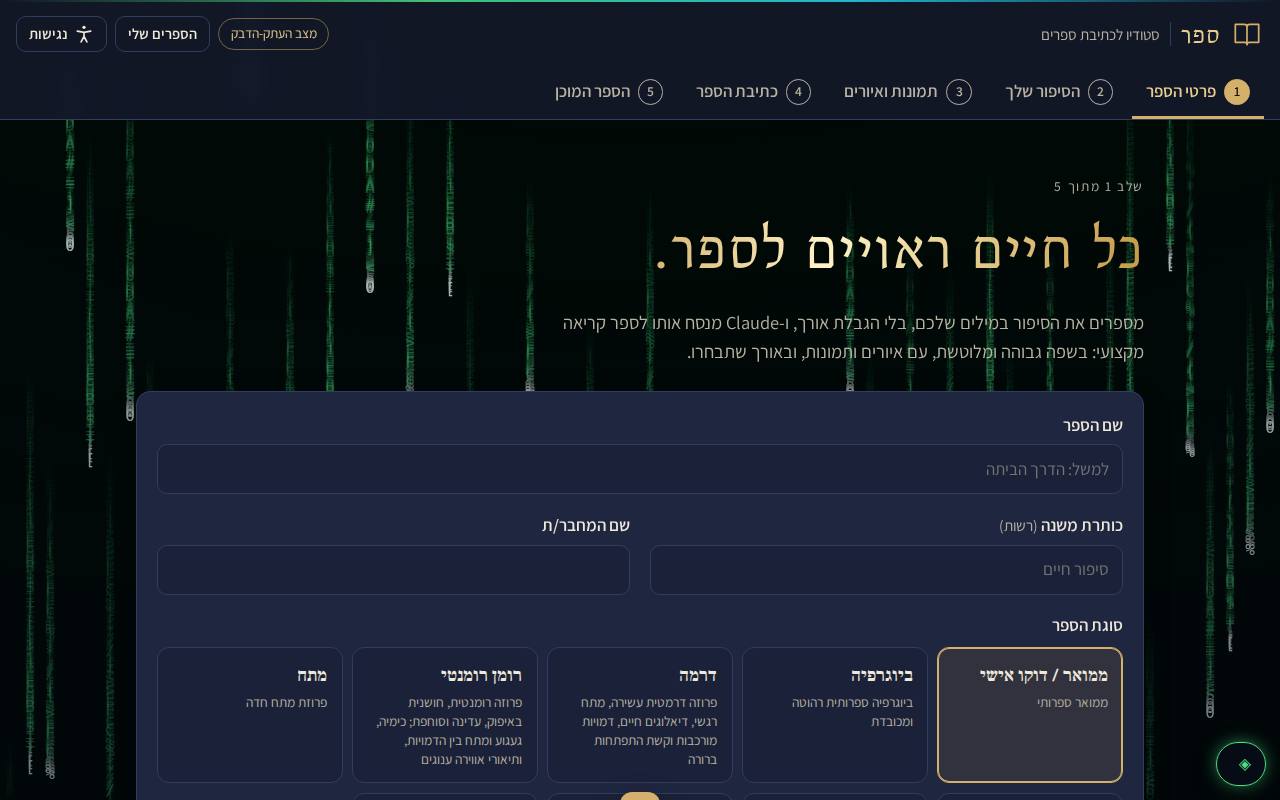 ספר
סטודיו לכתיבת ספרים
מצב העתק-הדבק
הספרים שלי
נגישות
1 פרטי הספר
2 הסיפור שלך
3 תמונות ואיורים
4 כתיבת הספר
5 הספר המוכן
שלב 1 מתוך 5
כל חיים ראויים לספר.
מספרים את הסיפור במילים שלכם, בלי הגבלת אורך, ו-Claude מנסח אותו לספר קריאה
מקצועי: בשפה גבוהה ומלוטשת, עם איורים ותמונות, ובאורך שתבחרו.
שם הספר
למשל: הדרך הביתה
כותרת משנה (רשות)
שם המחבר/ת
סיפור חיים
סוגת הספר
ממואר / דוקו אישי
ממואר ספרותי
ביוגרפיה
ביוגרפיה ספרותית רהוטה
ומכובדת
דרמה
פרוזה דרמטית עשירה, מתח
רגשי, דיאלוגים חיים, דמויות
מורכבות וקשת התפתחות
ברורה
רומן רומנטי
פרוזה רומנטית, חושנית
באיפוק, עדינה וסוחפת; כימיה,
געגוע ומתח בין הדמויות,
ותיאורי אווירה ענוגים
מתח
פרוזת מתח חדה